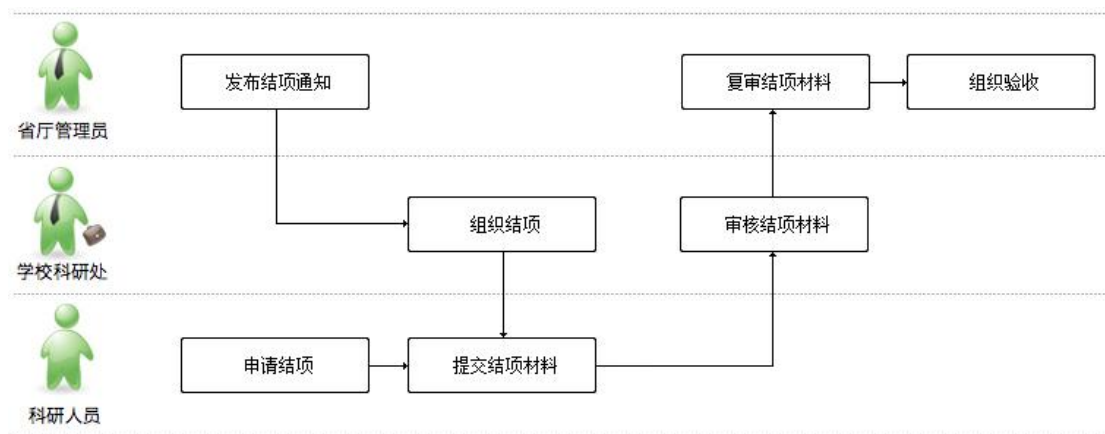 发布结项通知
复审结项材料
组织验收
省厅管理员
组织结项
审核结项材料
学校科研处
申请结项
提交结项材料
科研人员